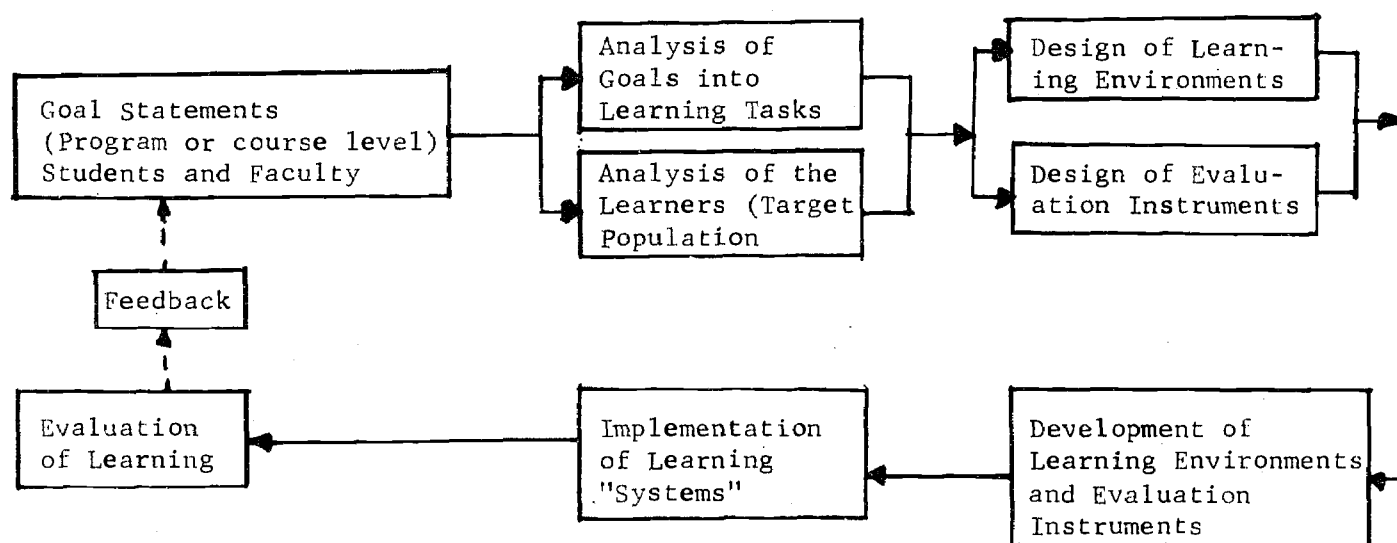 Goal Statements
(Program or course level)
Students and Faculty
Analysis of
Goals into
Learning Tasks
Analysis of the
Learners (Target
Population
Design of Learn-
ing Environments
Design of Evalu-
ation Instruments
Development of
Learning Environments
and Evaluation
Instruments
Implementation
of Learning
"Systems"
Evaluation
of Learning
Feedback